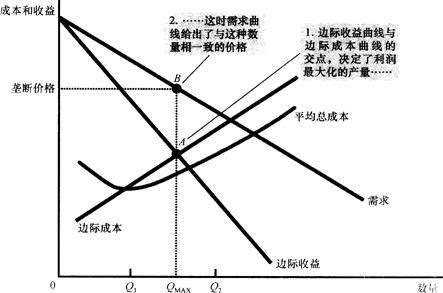 成本和收益
2. ……这时需求曲
线给出了与这种数
量相一致的价格
1. 边际收益曲线与
边际成本曲线的
交点,决定了利润
最大化的产量……
垄断价格
B
A
平均总成本
需求
边际成本
边际收益
0
Q₁
QMAX
Q₂
数量